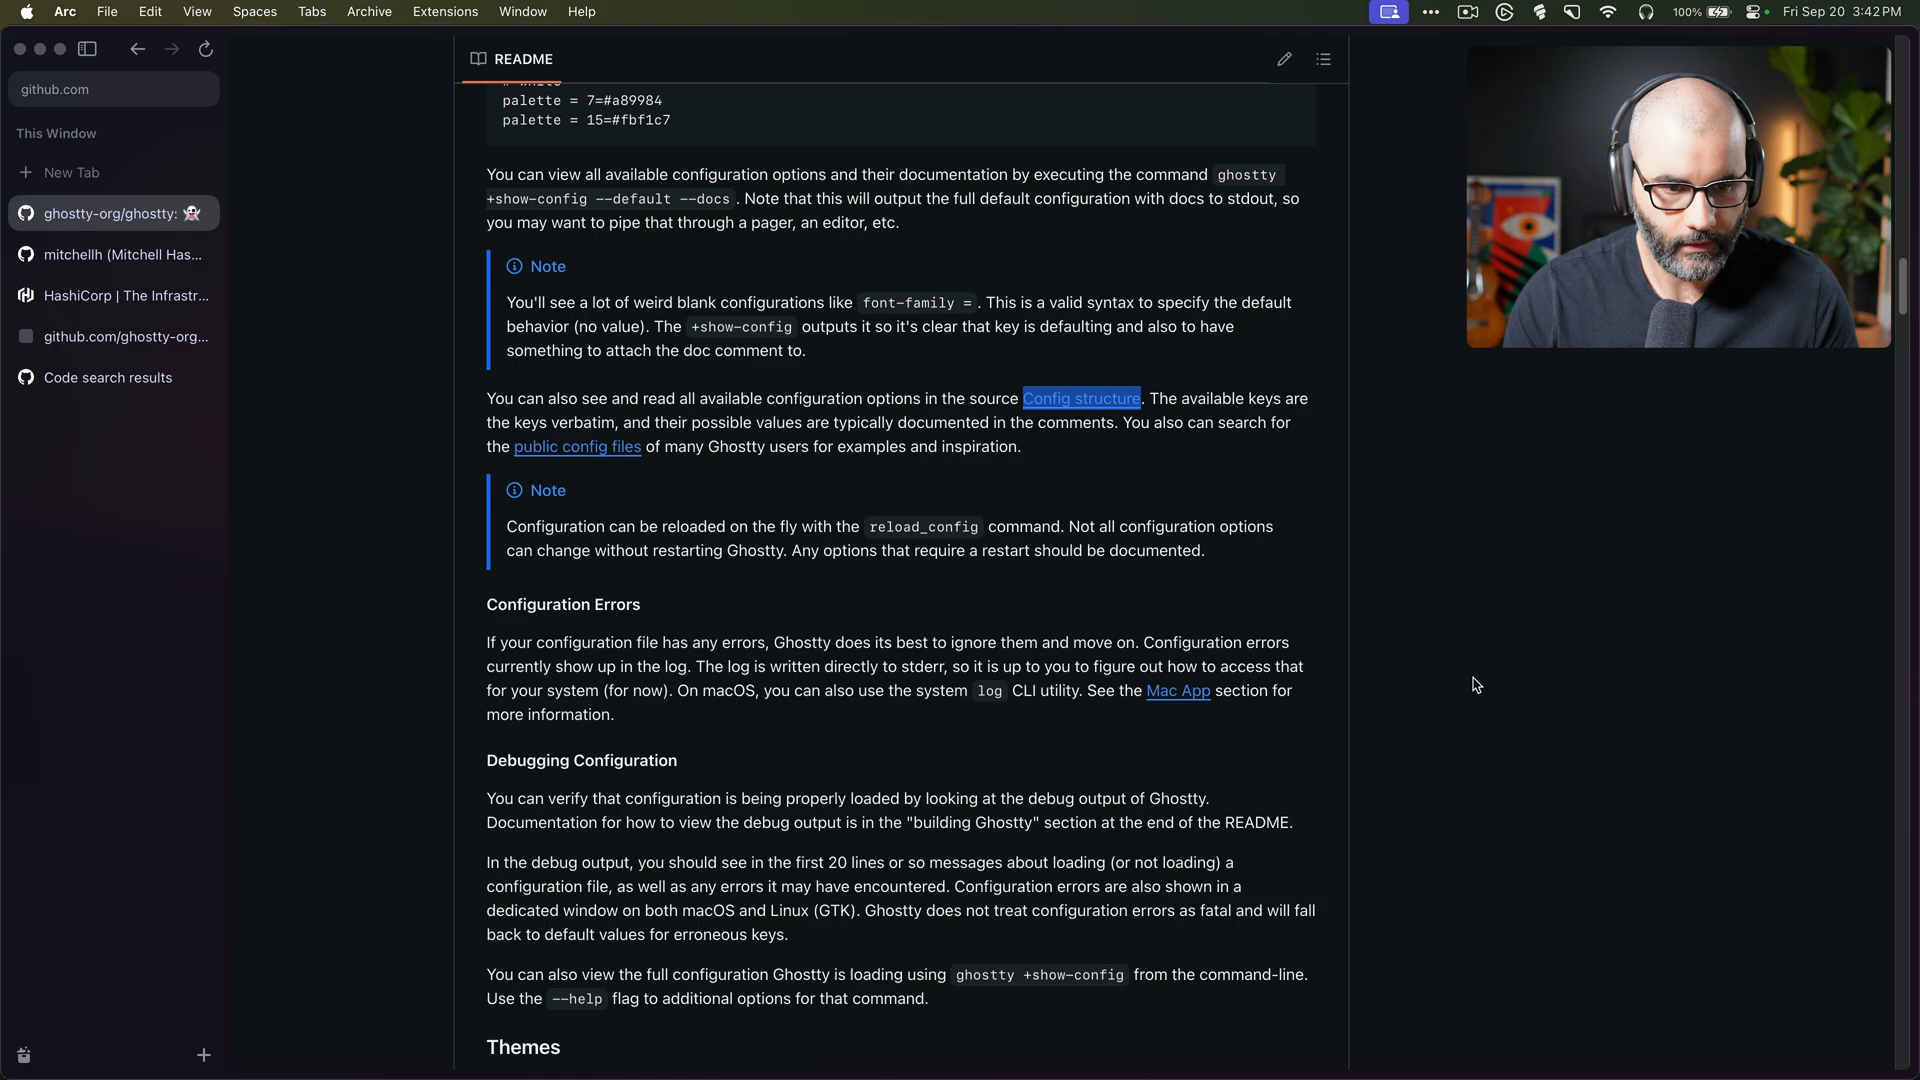 Arc File Edit View Spaces Tabs Archive Extensions Window Help
100% Fri Sep 20 3:42 PM
github.com
This Window
New Tab
ghostty-org/ghostty: 👻
mitchellh (Mitchell Has...
HashiCorp | The Infrastr...
github.com/ghostty-org...
Code search results
README
palette = 7=#a89984
palette = 15=#fbf1c7
You can view all available configuration options and their documentation by executing the command ghostty
+show-config --default --docs. Note that this will output the full default configuration with docs to stdout, so
you may want to pipe that through a pager, an editor, etc.
Note
You'll see a lot of weird blank configurations like font-family =. This is a valid syntax to specify the default
behavior (no value). The +show-config outputs it so it's clear that key is defaulting and also to have
something to attach the doc comment to.
You can also see and read all available configuration options in the source Config structure. The available keys are
the keys verbatim, and their possible values are typically documented in the comments. You also can search for
the public config files of many Ghostty users for examples and inspiration.
Note
Configuration can be reloaded on the fly with the reload_config command. Not all configuration options
can change without restarting Ghostty. Any options that require a restart should be documented.
Configuration Errors
If your configuration file has any errors, Ghostty does its best to ignore them and move on. Configuration errors
currently show up in the log. The log is written directly to stderr, so it is up to you to figure out how to access that
for your system (for now). On macOS, you can also use the system log CLI utility. See the Mac App section for
more information.
Debugging Configuration
You can verify that configuration is being properly loaded by looking at the debug output of Ghostty.
Documentation for how to view the debug output is in the "building Ghostty" section at the end of the README.
In the debug output, you should see in the first 20 lines or so messages about loading (or not loading) a
configuration file, as well as any errors it may have encountered. Configuration errors are also shown in a
dedicated window on both macOS and Linux (GTK). Ghostty does not treat configuration errors as fatal and will fall
back to default values for erroneous keys.
You can also view the full configuration Ghostty is loading using ghostty +show-config from the command-line.
Use the --help flag to additional options for that command.
Themes